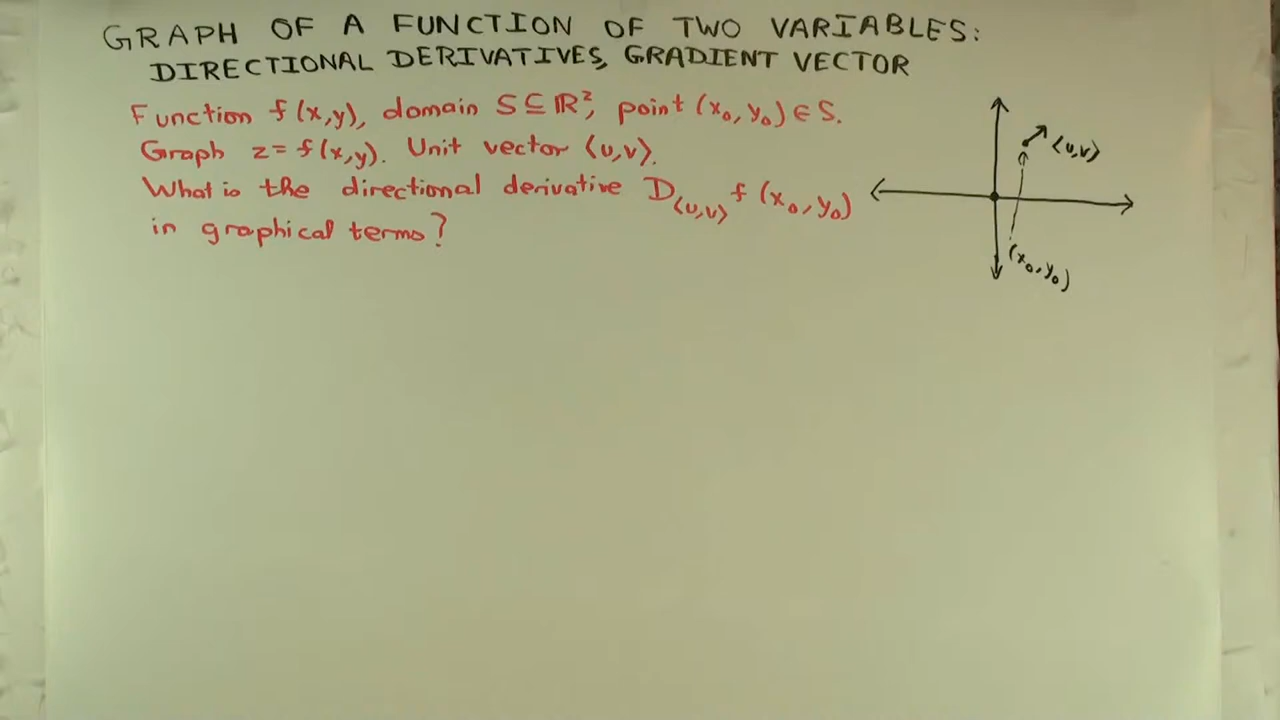 GRAPH OF A FUNCTION OF TWO VARIABLES:
DIRECTIONAL DERIVATIVES, GRADIENT VECTOR
Function f(x,y), domain S⊆ℝ², point (x₀,y₀)∈S.
Graph z=f(x,y). Unit vector ⟨u,v⟩.
What is the directional derivative D⟨u,v⟩ f(x₀,y₀)
in graphical terms?
⟨u,v⟩
(x₀,y₀)